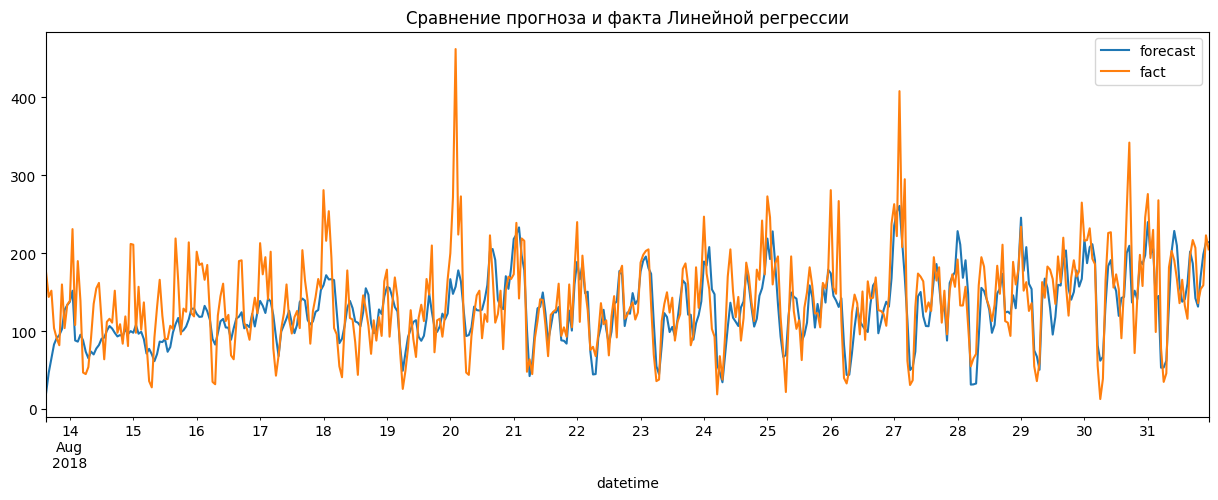 Сравнение прогноза и факта Линейной регрессии
forecast
fact
400
300
200
100
0
14 15 16 17 18 19 20 21 22 23 24 25 26 27 28 29 30 31
Aug
2018
datetime